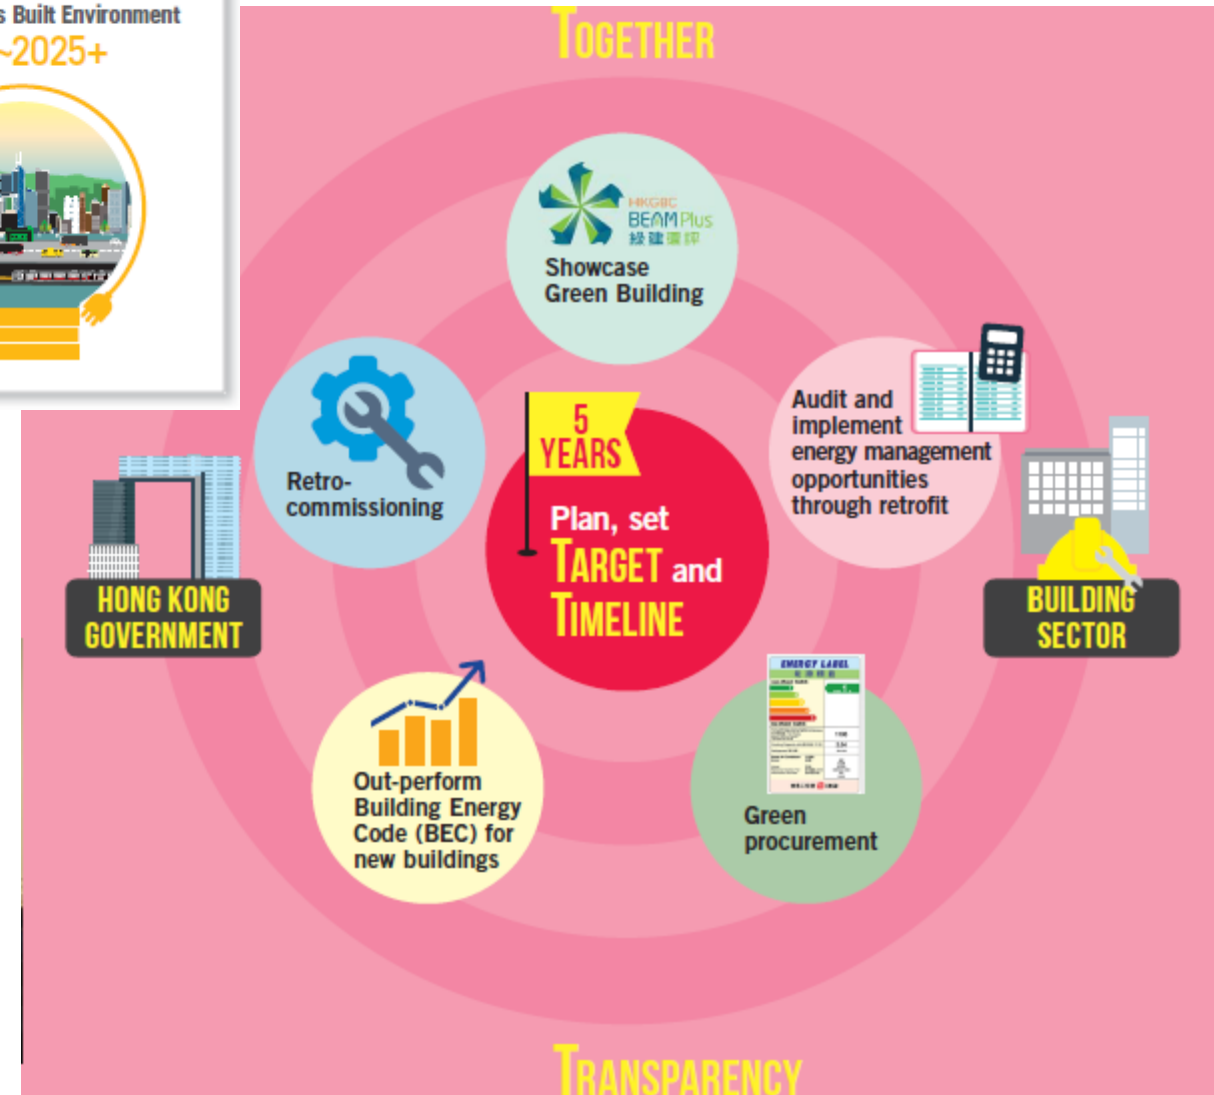 s Built Environment
~2025+
TOGETHER
HKGBC
BEAM Plus
綠建環評
Showcase
Green Building
5
YEARS
Plan, set
TARGET and
TIMELINE
Retro-
commissioning
Audit and
implement
energy management
opportunities
through retrofit
HONG KONG
GOVERNMENT
BUILDING
SECTOR
Out-perform
Building Energy
Code (BEC) for
new buildings
ENERGY LABEL
Green
procurement
TRANSPARENCY